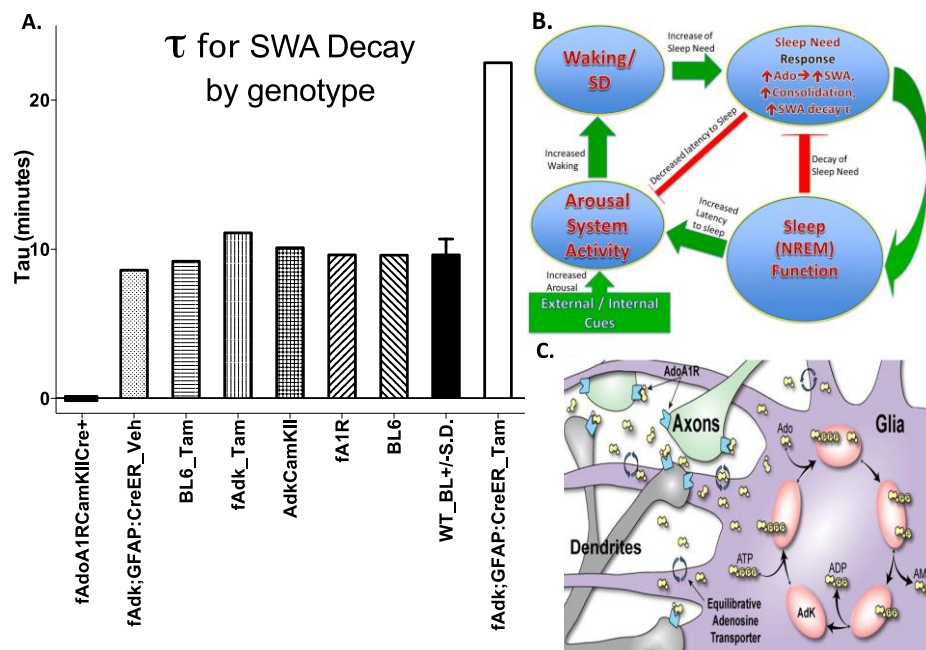 A.
τ for SWA Decay
by genotype
Tau (minutes)
20
10
0
fAdoA1RCamKIICre+
fAdk;GFAP:CreER_Veh
BL6_Tam
fAdk_Tam
AdkCamKII
fA1R
BL6
WT_BL+/-S.D.
fAdk;GFAP:CreER_Tam
B.
Waking/
SD
Increase of
Sleep Need
Sleep Need
Response
↑Ado→↑SWA,
↑Consolidation,
↑SWA decay τ
Decreased latency to Sleep
Increased
Waking
Decay of
Sleep Need
Arousal
System
Activity
Increased
Latency
to sleep
Sleep
(NREM)
Function
Increased
Arousal
External / Internal
Cues
C.
AdoA1R
Axons
Glia
Ado
Dendrites
ATP
ADP
AM
AdK
Equilibrative
Adenosine
Transporter